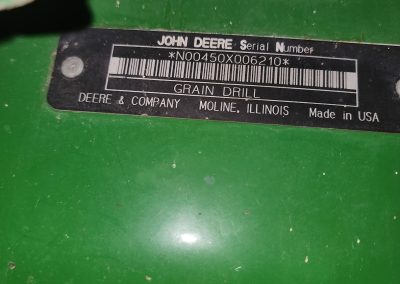 JOHN DEERE Serial Number
*N00450X006210*
GRAIN DRILL
DEERE & COMPANY MOLINE, ILLINOIS Made in USA